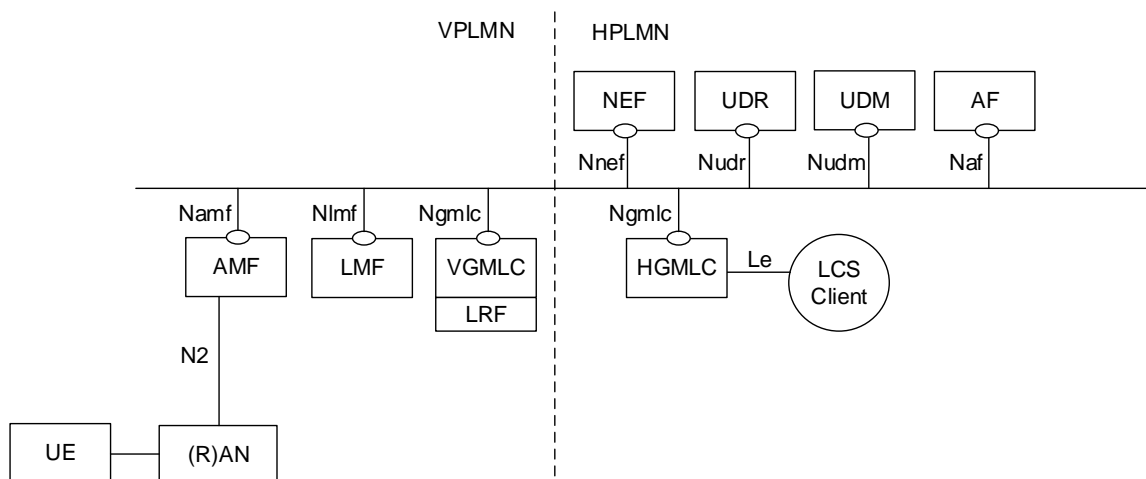 VPLMN
HPLMN
NEF
UDR
UDM
AF
Nnef
Nudr
Nudm
Naf
Namf
Nlmf
Ngmlc
Ngmlc
AMF
LMF
VGMLC
LRF
HGMLC
Le
LCS
Client
N2
UE
(R)AN